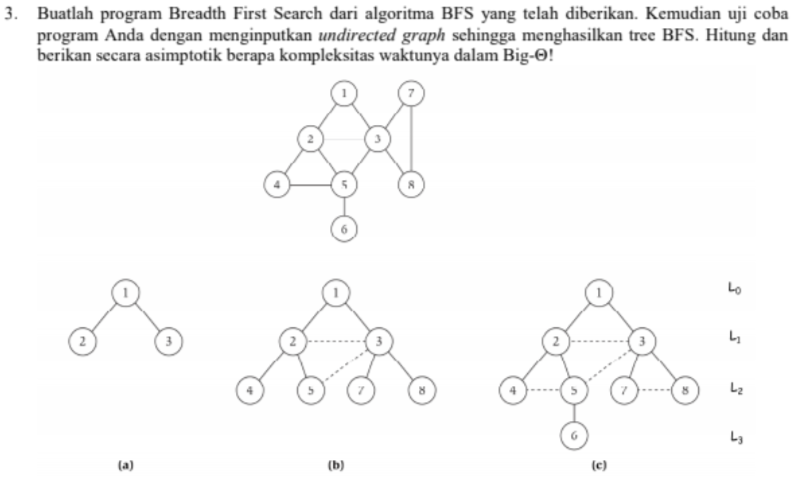 3. Buatlah program Breadth First Search dari algoritma BFS yang telah diberikan. Kemudian uji coba
program Anda dengan menginputkan undirected graph sehingga menghasilkan tree BFS. Hitung dan
berikan secara asimptotik berapa kompleksitas waktunya dalam Big-Θ!
1 7
2 3
4 5 8
6
1 1 1 L₀
2 3 2 3 2 3 L₁
4 5 7 8 4 5 7 8 L₂
6 L₃
(a) (b) (c)